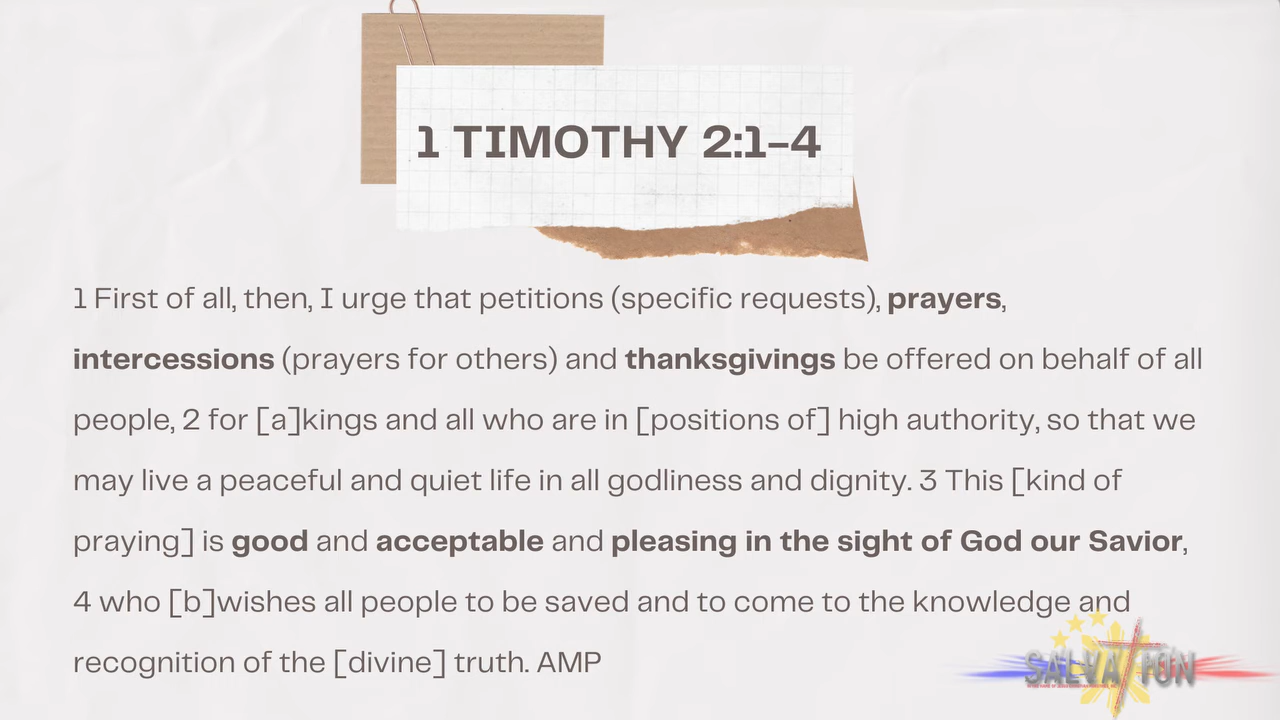 1 TIMOTHY 2:1-4
1 First of all, then, I urge that petitions (specific requests), prayers,
intercessions (prayers for others) and thanksgivings be offered on behalf of all
people, 2 for [a]kings and all who are in [positions of] high authority, so that we
may live a peaceful and quiet life in all godliness and dignity. 3 This [kind of
praying] is good and acceptable and pleasing in the sight of God our Savior,
4 who [b]wishes all people to be saved and to come to the knowledge and
recognition of the [divine] truth. AMP
SALVATION